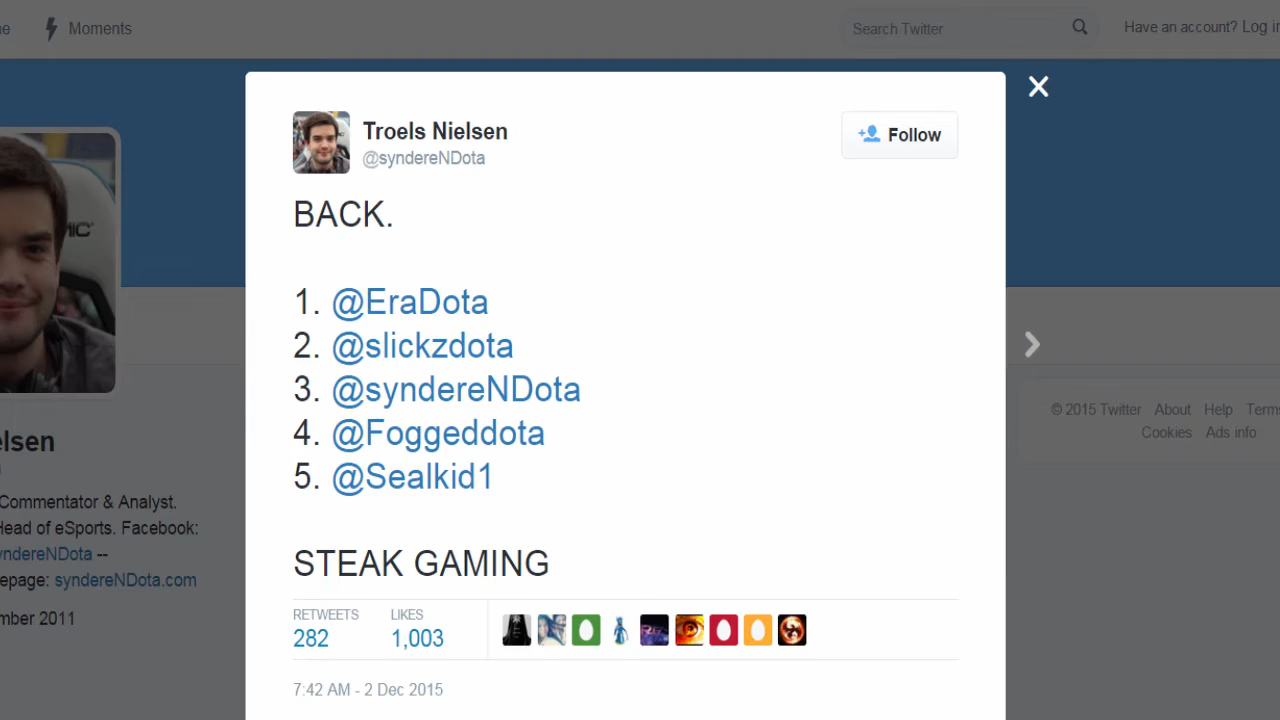 Moments
Search Twitter
Have an account? Log in
Troels Nielsen
@syndereNDota
Follow
BACK.
1. @EraDota
2. @slickzdota
3. @syndereNDota
4. @Foggeddota
5. @Sealkid1
STEAK GAMING
RETWEETS
282
LIKES
1,003
7:42 AM - 2 Dec 2015
elsen
Commentator & Analyst.
Head of eSports. Facebook:
yndereNDota --
epage: syndereNDota.com
mber 2011
© 2015 Twitter About Help Terms
Cookies Ads info